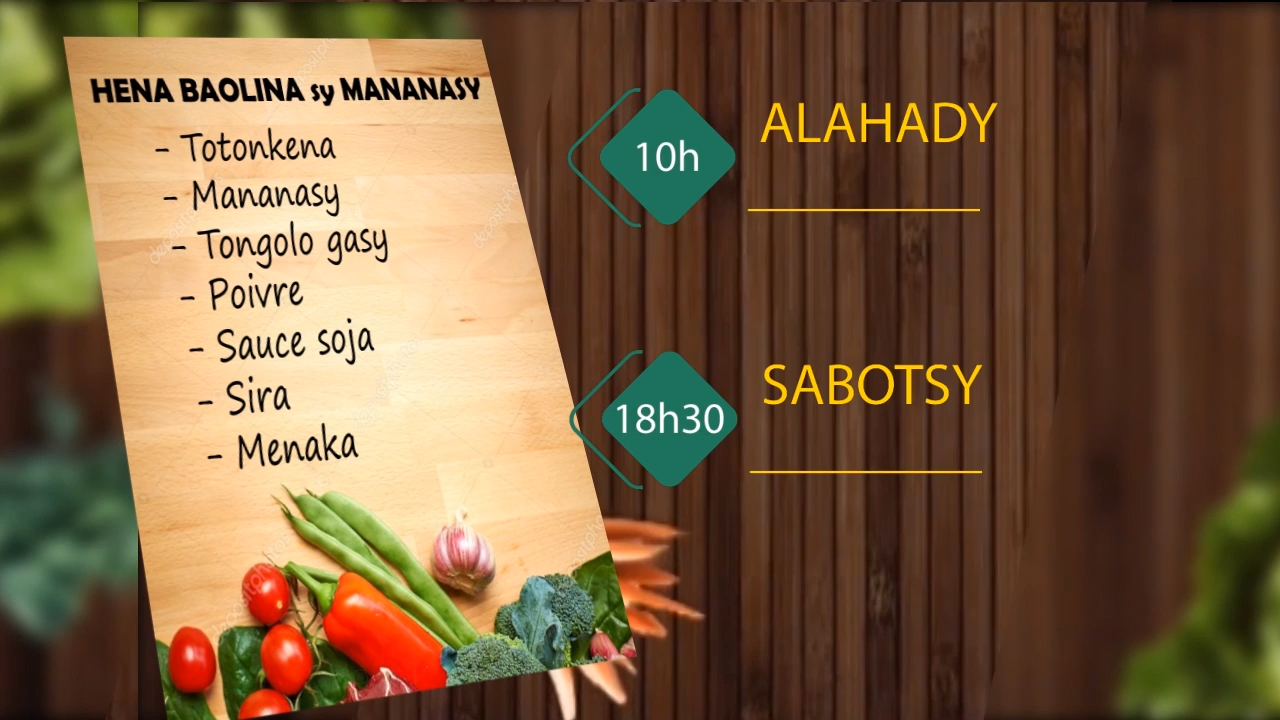 HENA BAOLINA sy MANANASY
- Totonkena
- Mananasy
- Tongolo gasy
- Poivre
- Sauce soja
- Sira
- Menaka
10h
ALAHADY
18h30
SABOTSY